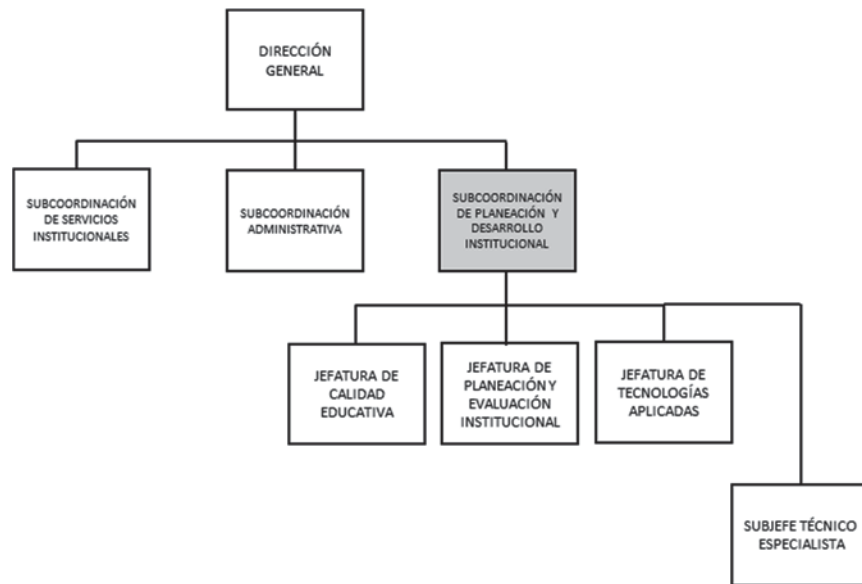 DIRECCIÓN
GENERAL
SUBCOORDINACIÓN
DE SERVICIOS
INSTITUCIONALES
SUBCOORDINACIÓN
ADMINISTRATIVA
SUBCOORDINACIÓN
DE PLANEACIÓN Y
DESARROLLO
INSTITUCIONAL
JEFATURA DE
CALIDAD
EDUCATIVA
JEFATURA DE
PLANEACIÓN Y
EVALUACIÓN
INSTITUCIONAL
JEFATURA DE
TECNOLOGÍAS
APLICADAS
SUBJEFE TÉCNICO
ESPECIALISTA